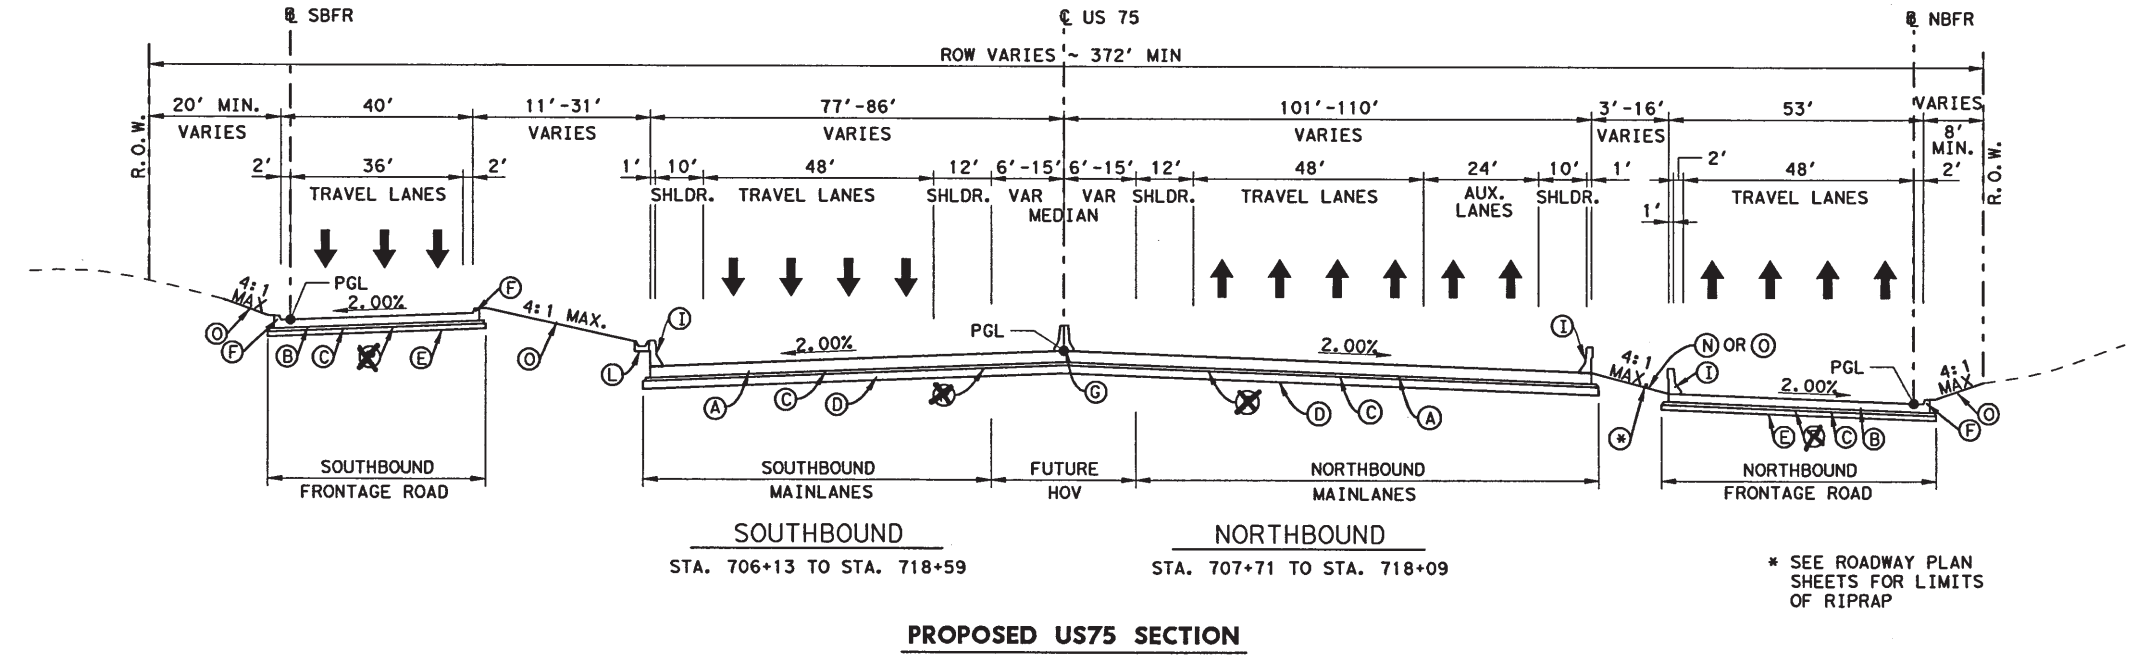 ℄ SBFR
℄ US 75
℄ NBFR
ROW VARIES ~ 372' MIN
R.O.W.
20' MIN.
VARIES
40'
11'-31'
VARIES
77'-86'
VARIES
101'-110'
VARIES
3'-16'
VARIES
53'
VARIES
8'
MIN.
R.O.W.
2'
36'
2'
TRAVEL LANES
1'
10'
SHLDR.
48'
TRAVEL LANES
12'
SHLDR.
6'-15'
VAR
6'-15'
VAR
MEDIAN
12'
SHLDR.
48'
TRAVEL LANES
24'
AUX.
LANES
10'
SHLDR.
1'
2'
1'
48'
TRAVEL LANES
2'
4:1
MAX
PGL
2.00%
F
4:1 MAX.
O
F
B
C
E
O
L
I
2.00%
PGL
2.00%
I
A
C
D
G
D
C
A
4:1
MAX.
N OR O
I
*
PGL
2.00%
4:1
MAX
O
F
E
C
B
SOUTHBOUND
FRONTAGE ROAD
SOUTHBOUND
MAINLANES
FUTURE
HOV
NORTHBOUND
MAINLANES
NORTHBOUND
FRONTAGE ROAD
SOUTHBOUND
STA. 706+13 TO STA. 718+59
NORTHBOUND
STA. 707+71 TO STA. 718+09
* SEE ROADWAY PLAN
SHEETS FOR LIMITS
OF RIPRAP
PROPOSED US75 SECTION